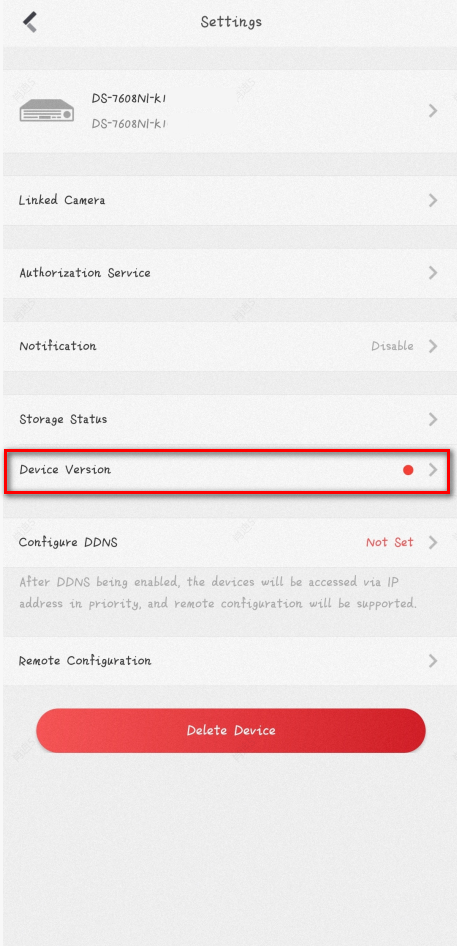 Settings
DS-7608NI-K1
DS-7608NI-K1
Linked Camera
Authorization Service
Notification
Disable
Storage Status
Device Version
Configure DDNS
Not Set
After DDNS being enabled, the devices will be accessed via IP
address in priority, and remote configuration will be supported.
Remote Configuration
Delete Device